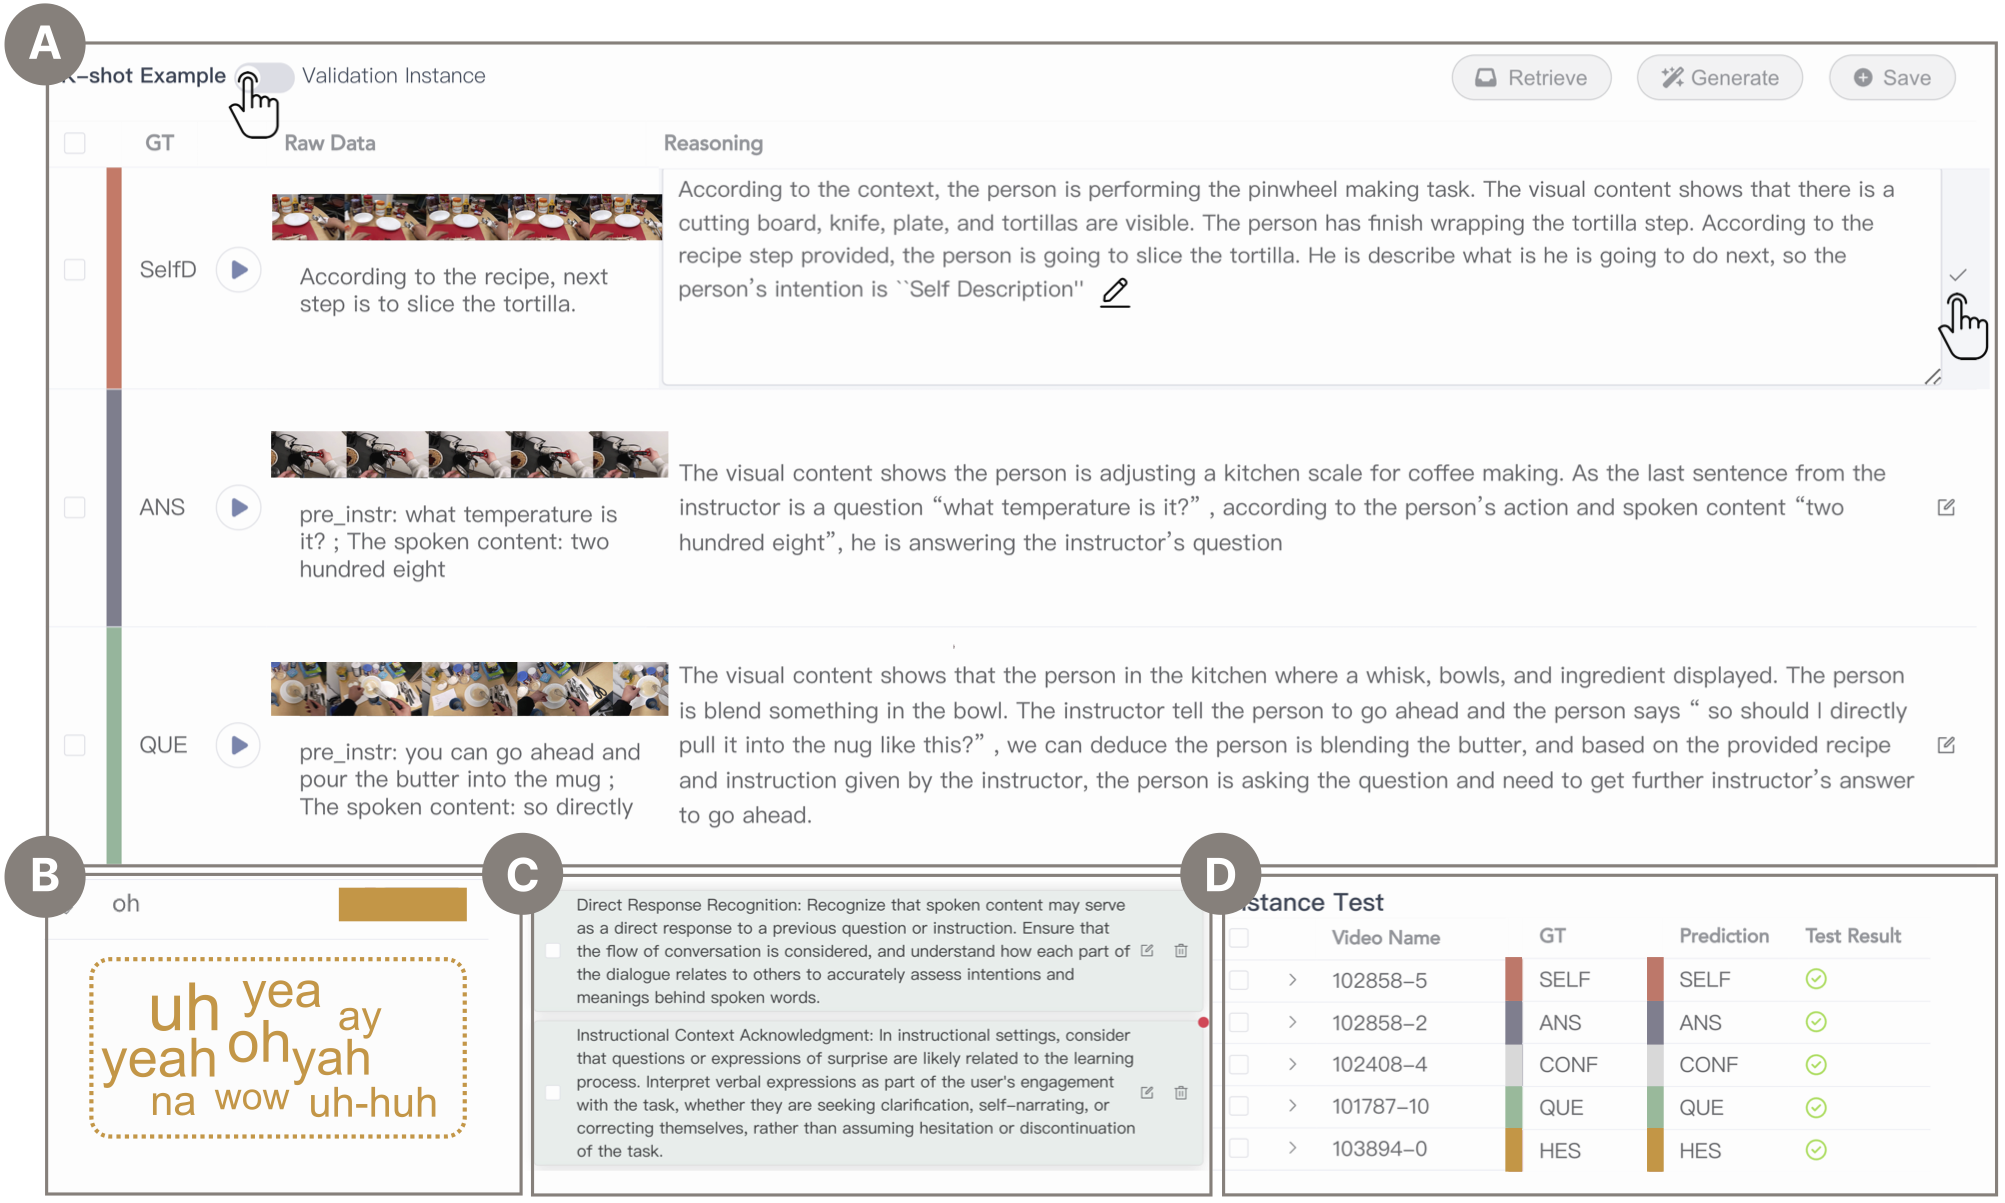 A
K-shot Example
Validation Instance
Retrieve
Generate
Save
GT
Raw Data
Reasoning
SelfD
According to the recipe, next
step is to slice the tortilla.
According to the context, the person is performing the pinwheel making task. The visual content shows that there is a
cutting board, knife, plate, and tortillas are visible. The person has finish wrapping the tortilla step. According to the
recipe step provided, the person is going to slice the tortilla. He is describe what is he is going to do next, so the
person's intention is ``Self Description''
ANS
pre_instr: what temperature is
it? ; The spoken content: two
hundred eight
The visual content shows the person is adjusting a kitchen scale for coffee making. As the last sentence from the
instructor is a question “what temperature is it?” , according to the person's action and spoken content “two
hundred eight”, he is answering the instructor's question
QUE
pre_instr: you can go ahead and
pour the butter into the mug ;
The spoken content: so directly
The visual content shows that the person in the kitchen where a whisk, bowls, and ingredient displayed. The person
is blend something in the bowl. The instructor tell the person to go ahead and the person says “ so should I directly
pull it into the nug like this?” , we can deduce the person is blending the butter, and based on the provided recipe
and instruction given by the instructor, the person is asking the question and need to get further instructor's answer
to go ahead.
B
oh
uh yea
ay
yeah oh yah
na wow uh-huh
C
Direct Response Recognition: Recognize that spoken content may serve
as a direct response to a previous question or instruction. Ensure that
the flow of conversation is considered, and understand how each part of
the dialogue relates to others to accurately assess intentions and
meanings behind spoken words.
Instructional Context Acknowledgment: In instructional settings, consider
that questions or expressions of surprise are likely related to the learning
process. Interpret verbal expressions as part of the user's engagement
with the task, whether they are seeking clarification, self-narrating, or
correcting themselves, rather than assuming hesitation or discontinuation
of the task.
D
stance Test
Video Name GT Prediction Test Result
102858-5 SELF SELF
102858-2 ANS ANS
102408-4 CONF CONF
101787-10 QUE QUE
103894-0 HES HES